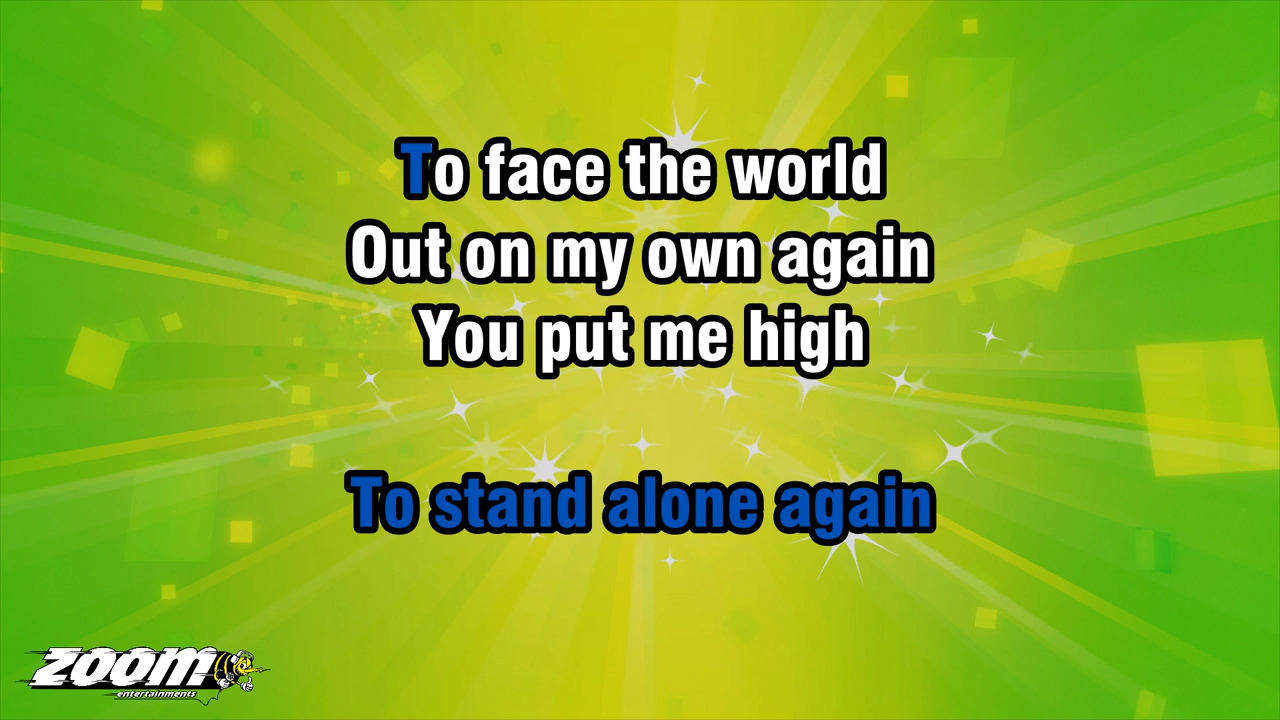 To face the world
Out on my own again
You put me high
To stand alone again
ZOOM
entertainments